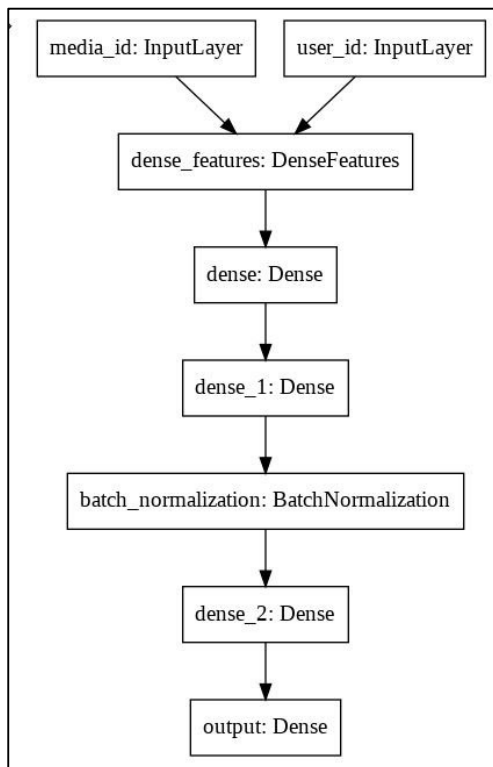 media_id: InputLayer
user_id: InputLayer
dense_features: DenseFeatures
dense: Dense
dense_1: Dense
batch_normalization: BatchNormalization
dense_2: Dense
output: Dense